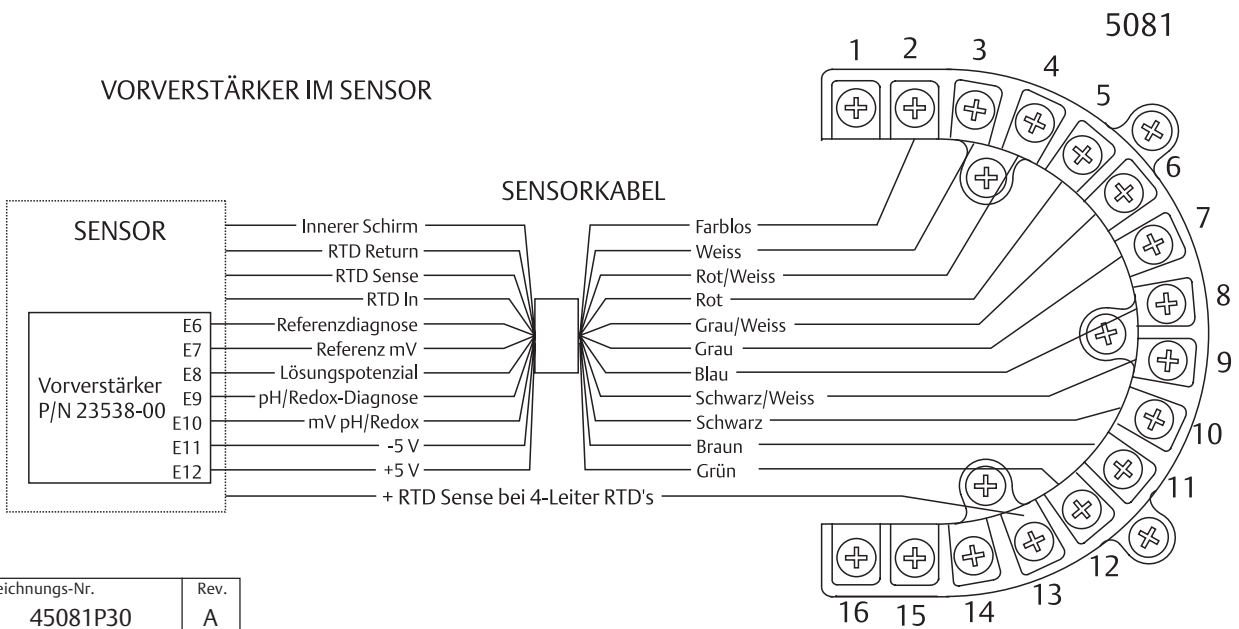 5081
VORVERSTÄRKER IM SENSOR
1
2
3
4
5
6
7
8
9
10
11
12
13
14
15
16
SENSORKABEL
SENSOR
Innerer Schirm
RTD Return
RTD Sense
RTD In
Referenzdiagnose
Referenz mV
Lösungspotenzial
pH/Redox-Diagnose
mV pH/Redox
-5 V
+5 V
+ RTD Sense bei 4-Leiter RTD's
Vorverstärker
P/N 23538-00
E6
E7
E8
E9
E10
E11
E12
Farblos
Weiss
Rot/Weiss
Rot
Grau/Weiss
Grau
Blau
Schwarz/Weiss
Schwarz
Braun
Grün
eichnungs-Nr.
45081P30
Rev.
A